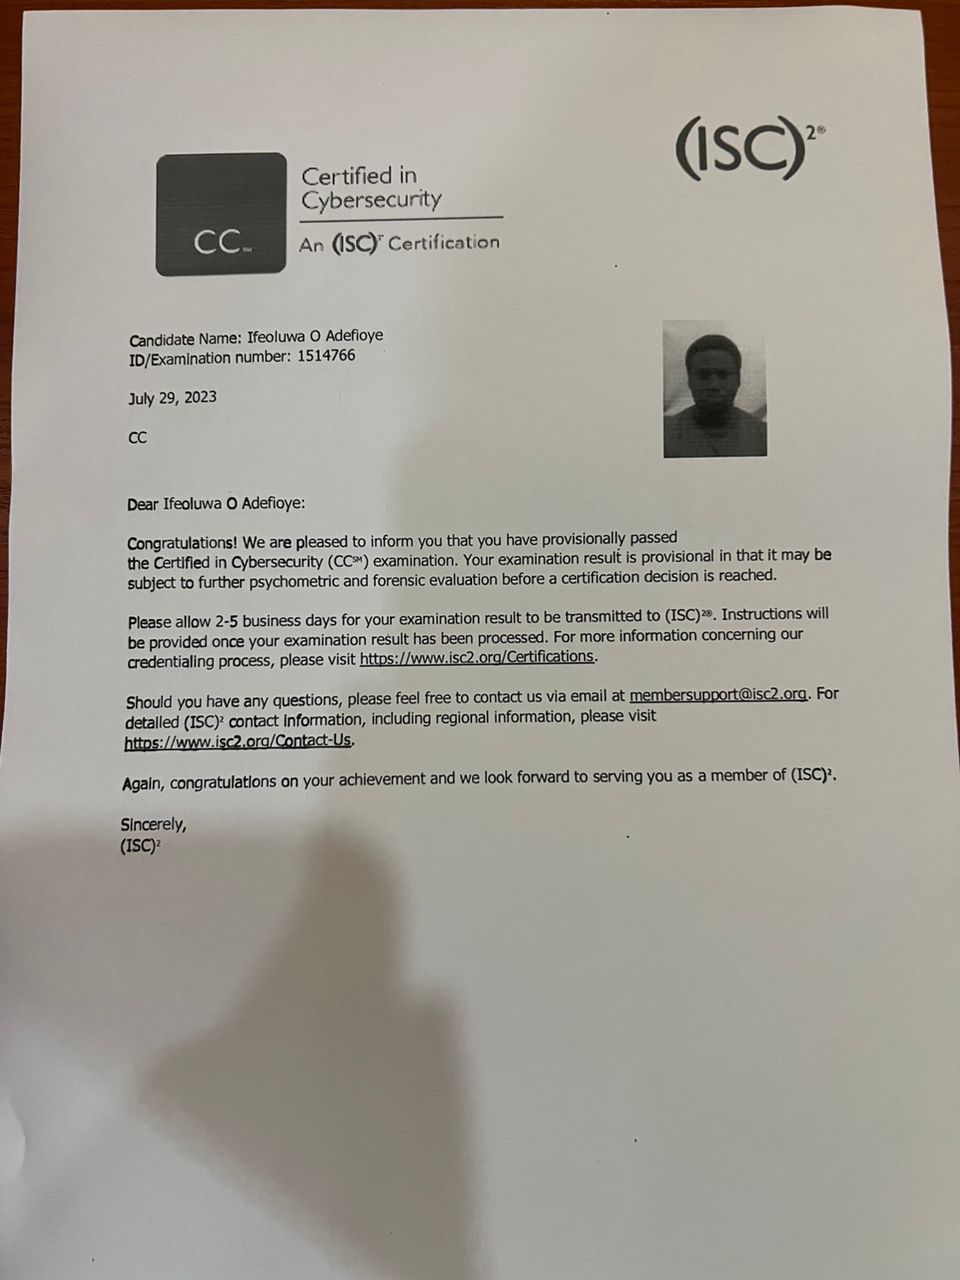 (ISC)²®
Certified in
Cybersecurity
CC℠
An (ISC)² Certification
Candidate Name: Ifeoluwa O Adefioye
ID/Examination number: 1514766
July 29, 2023
CC
Dear Ifeoluwa O Adefioye:
Congratulations! We are pleased to inform you that you have provisionally passed
the Certified in Cybersecurity (CC℠) examination. Your examination result is provisional in that it may be
subject to further psychometric and forensic evaluation before a certification decision is reached.
Please allow 2-5 business days for your examination result to be transmitted to (ISC)²®. Instructions will
be provided once your examination result has been processed. For more information concerning our
credentialing process, please visit https://www.isc2.org/Certifications.
Should you have any questions, please feel free to contact us via email at membersupport@isc2.org. For
detailed (ISC)² contact information, including regional information, please visit
https://www.isc2.org/Contact-Us.
Again, congratulations on your achievement and we look forward to serving you as a member of (ISC)².
Sincerely,
(ISC)²